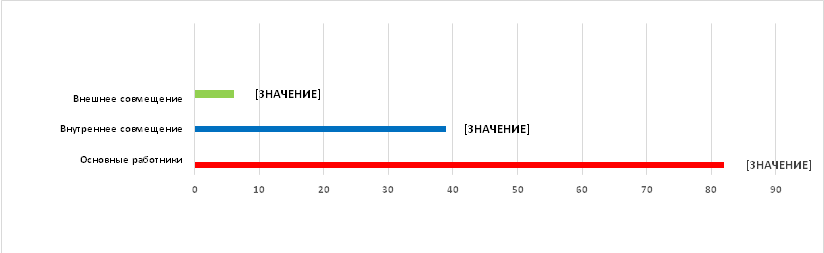 Внешнее совмещение [ЗНАЧЕНИЕ]
Внутреннее совмещение [ЗНАЧЕНИЕ]
Основные работники [ЗНАЧЕНИЕ]
0 10 20 30 40 50 60 70 80 90